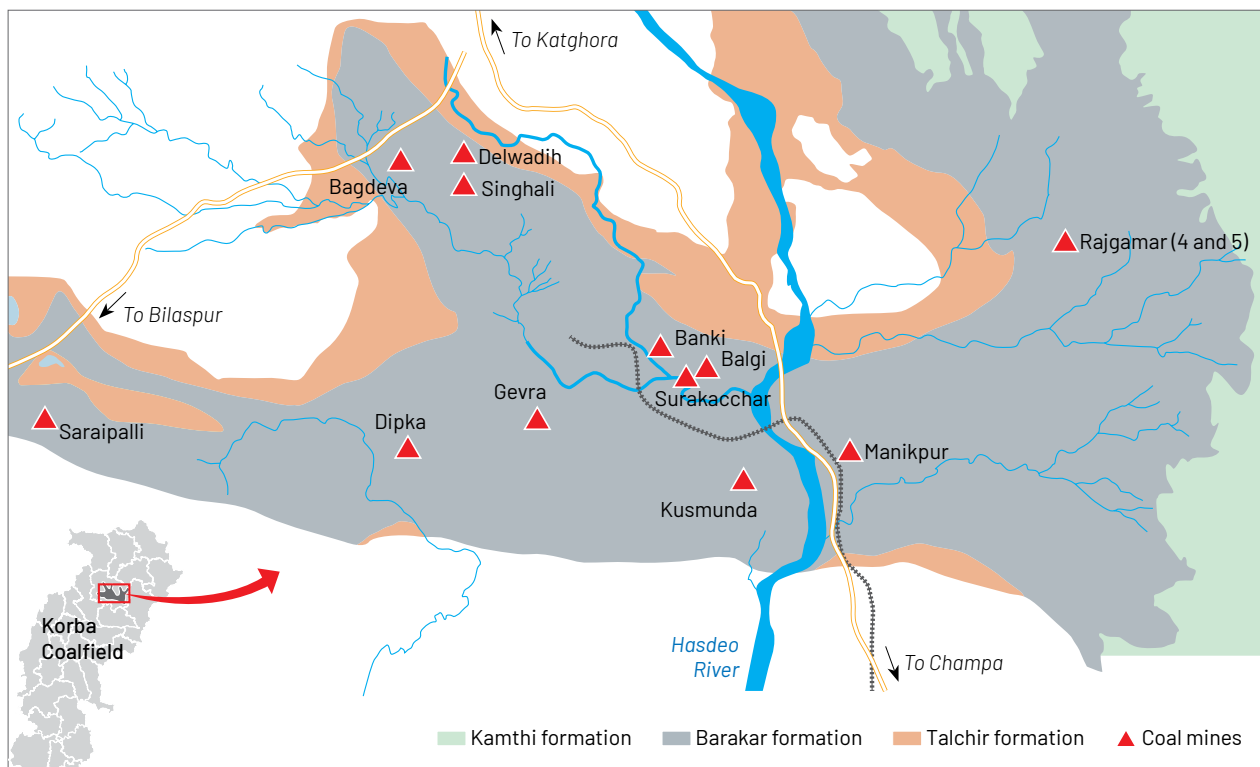 To Katghora
Delwadih
Bagdeva
Singhali
Rajgamar (4 and 5)
To Bilaspur
Banki
Balgi
Surakacchar
Gevra
Dipka
Saraipalli
Manikpur
Kusmunda
Korba
Coalfield
Hasdeo
River
To Champa
Kamthi formation
Barakar formation
Talchir formation
Coal mines